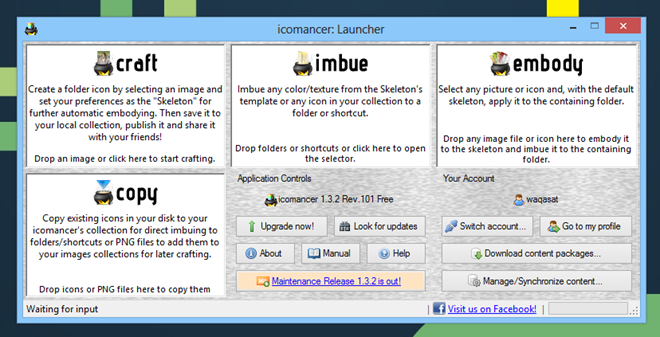 icomancer: Launcher
craft
Create a folder icon by selecting an image and
set your preferences as the "Skeleton" for
further automatic embodying. Then save it to
your local collection, publish it and share it
with your friends!
Drop an image or click here to start crafting.
imbue
Imbue any color/texture from the Skeleton's
template or any icon in your collection to a
folder or shortcut.
Drop folders or shortcuts or click here to open
the selector.
embody
Select any picture or icon and, with the default
skeleton, apply it to the containing folder.
Drop any image file or icon here to embody it
to the skeleton and imbue it to the containing
folder.
copy
Copy existing icons in your disk to your
icomancer's collection for direct imbuing to
folders/shortcuts or PNG files to add them to
your images collections for later crafting.
Drop icons or PNG files here to copy them
Application Controls
icomancer 1.3.2 Rev.101 Free
Upgrade now!
Look for updates
About
Manual
Help
Maintenance Release 1.3.2 is out!
Your Account
waqasat
Switch account...
Go to my profile
Download content packages...
Manage/Synchronize content...
Waiting for input
Visit us on Facebook!